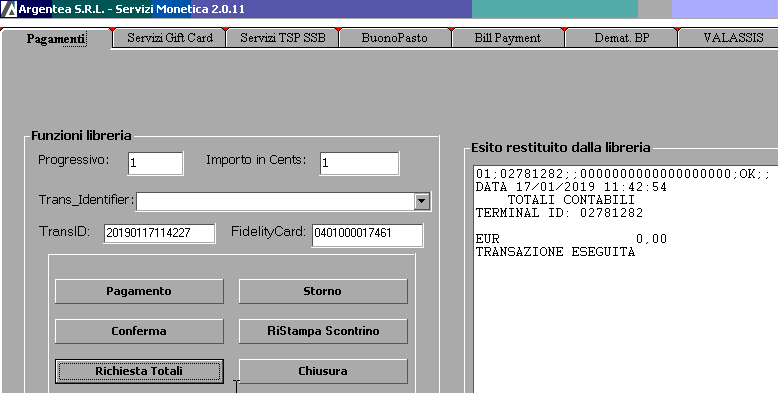 Argentea S.R.L. - Servizi Monetica 2.0.11
Pagamenti Servizi Gift Card Servizi TSP SSB BuonoPasto Bill Payment Demat. BP VALASSIS
Funzioni libreria
Progressivo: 1 Importo in Cents: 1
Trans_Identifier:
TransID: 20190117114227 FidelityCard: 0401000017461
Pagamento Storno
Conferma RiStampa Scontrino
Richiesta Totali Chiusura
Esito restituito dalla libreria
01;02781282;;0000000000000000000;OK;;
DATA 17/01/2019 11:42:54
TOTALI CONTABILI
TERMINAL ID: 02781282
EUR 0,00
TRANSAZIONE ESEGUITA